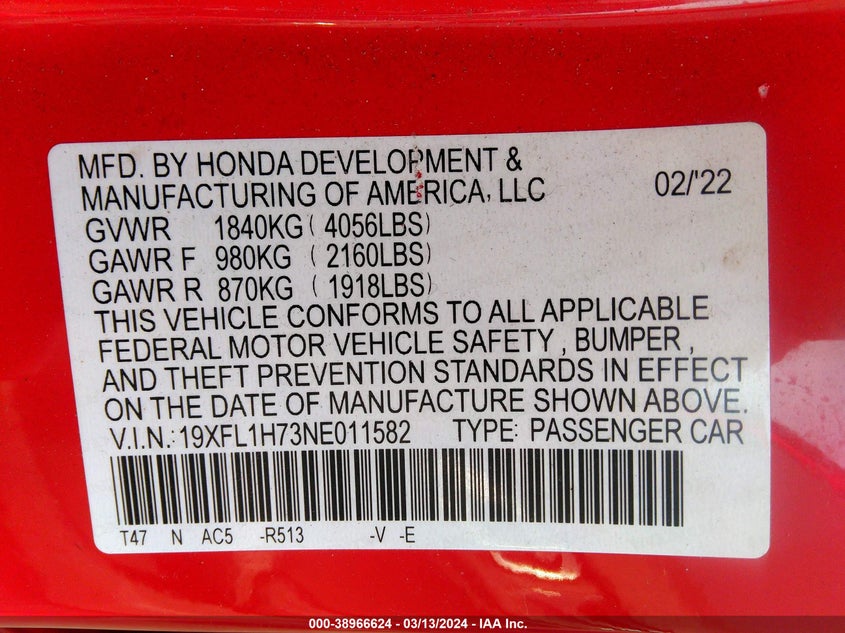 MFD. BY HONDA DEVELOPMENT &
MANUFACTURING OF AMERICA, LLC 02/'22
GVWR 1840KG ( 4056LBS)
GAWR F 980KG ( 2160LBS)
GAWR R 870KG ( 1918LBS)
THIS VEHICLE CONFORMS TO ALL APPLICABLE
FEDERAL MOTOR VEHICLE SAFETY , BUMPER ,
AND THEFT PREVENTION STANDARDS IN EFFECT
ON THE DATE OF MANUFACTURE SHOWN ABOVE.
V.I.N.: 19XFL1H73NE011582 TYPE: PASSENGER CAR
T47 N AC5 -R513 -V -E
000-38966624 - 03/13/2024 - IAA Inc.